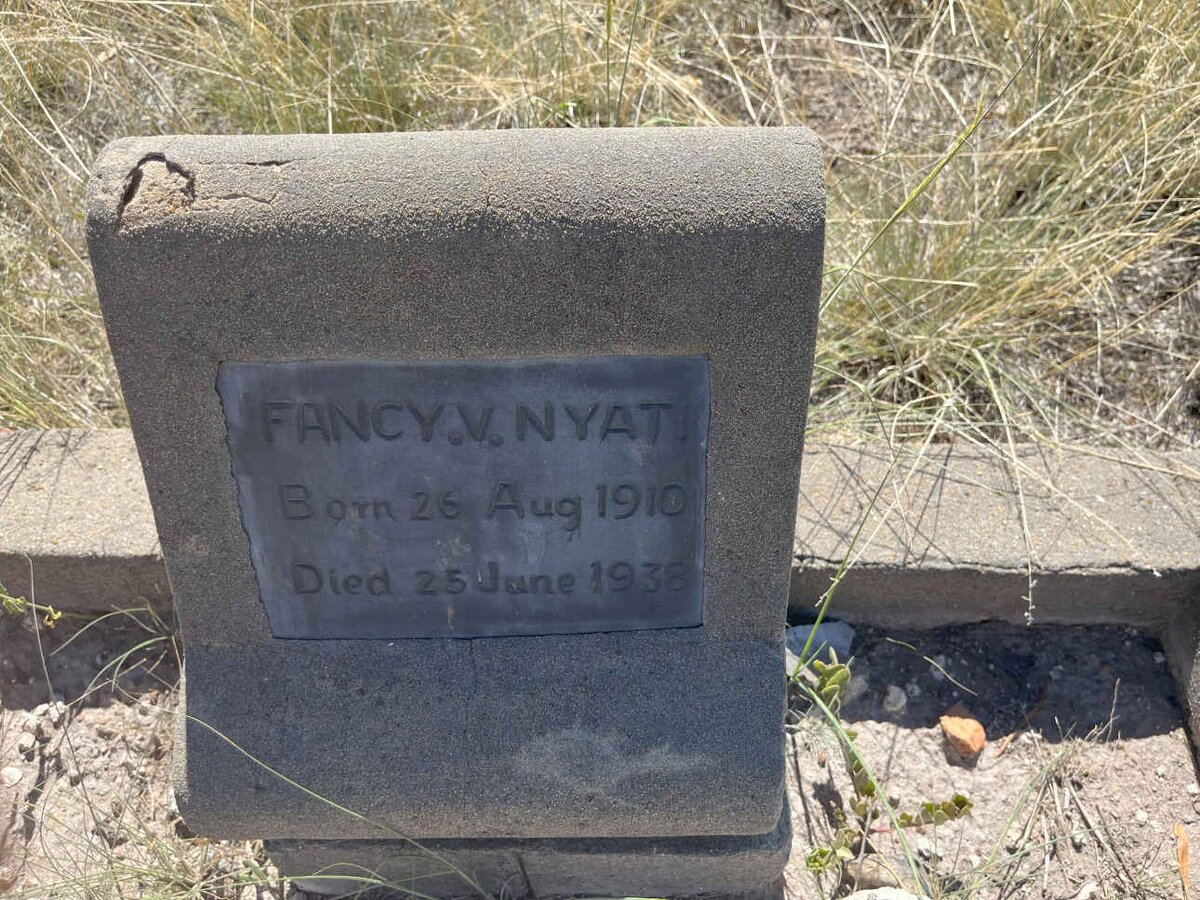 FANCY.V. NYATI
Born 26 Aug 1910
Died 25 June 1938